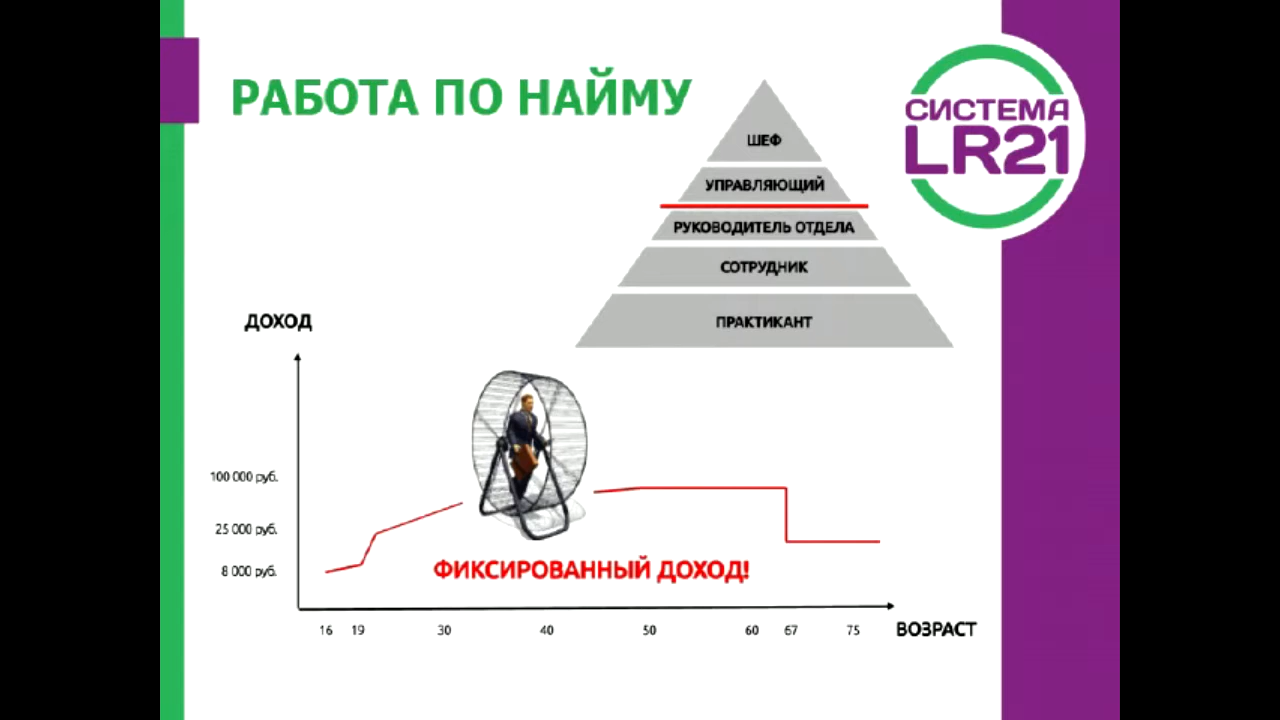 РАБОТА ПО НАЙМУ
СИСТЕМА
LR21
ШЕФ
УПРАВЛЯЮЩИЙ
РУКОВОДИТЕЛЬ ОТДЕЛА
СОТРУДНИК
ПРАКТИКАНТ
ДОХОД
100 000 руб.
25 000 руб.
8 000 руб.
ФИКСИРОВАННЫЙ ДОХОД!
16 19 30 40 50 60 67 75
ВОЗРАСТ